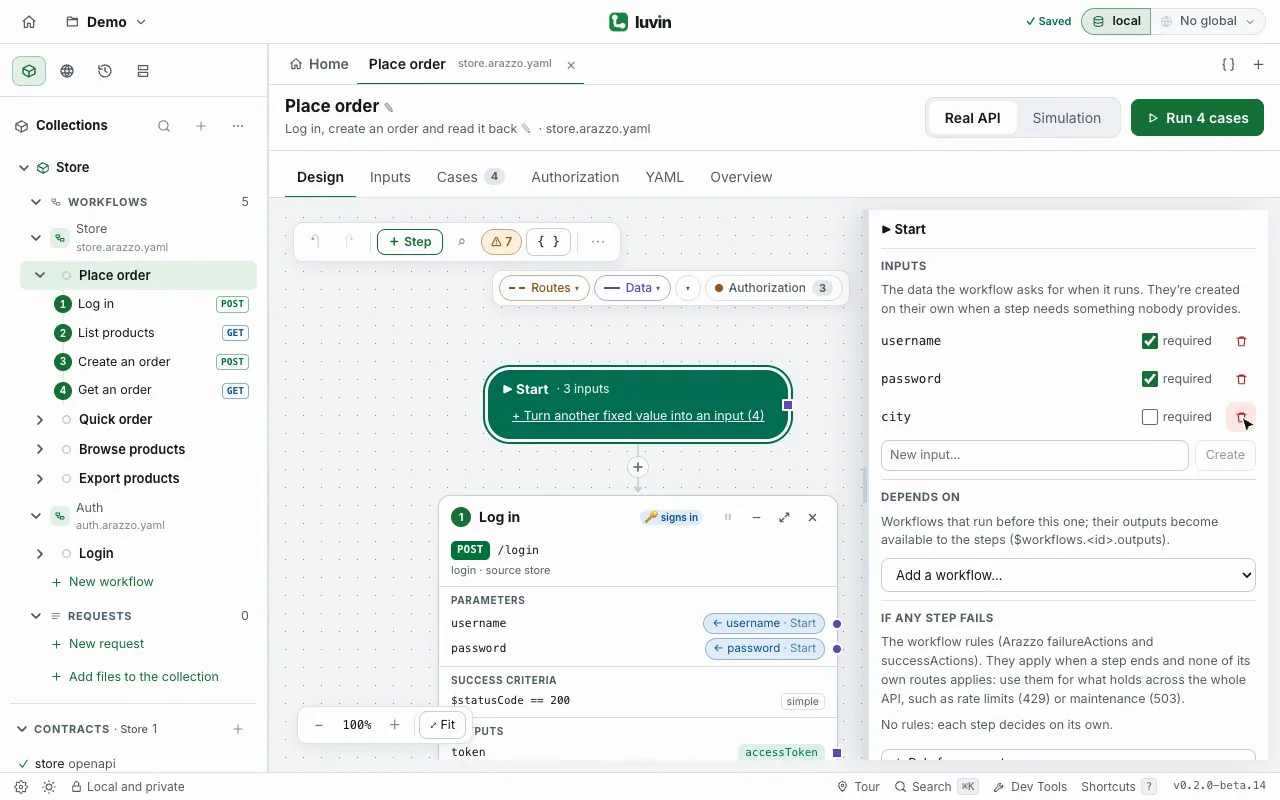 Demo
luvin
Saved
local
No global
Home
Place order store.arazzo.yaml
Collections
Place order
Log in, create an order and read it back · store.arazzo.yaml
Real API
Simulation
Run 4 cases
Design
Inputs
Cases 4
Authorization
YAML
Overview
Store
WORKFLOWS 5
Store
store.arazzo.yaml
Place order
1 Log in POST
2 List products GET
3 Create an order POST
4 Get an order GET
Quick order
Browse products
Export products
Auth
auth.arazzo.yaml
Login
+ New workflow
REQUESTS 0
+ New request
+ Add files to the collection
CONTRACTS · Store 1
store openapi
+ Step
7
{ }
Routes
Data
Authorization 3
Start · 3 inputs
+ Turn another fixed value into an input (4)
1 Log in
signs in
POST /login
login · source store
PARAMETERS
username ← username · Start
password ← password · Start
SUCCESS CRITERIA
$statusCode == 200 simple
token accessToken
− 100% +
Fit
Start
INPUTS
The data the workflow asks for when it runs. They’re created
on their own when a step needs something nobody provides.
username required
password required
city required
New input...
Create
DEPENDS ON
Workflows that run before this one; their outputs become
available to the steps ($workflows.<id>.outputs).
Add a workflow...
IF ANY STEP FAILS
The workflow rules (Arazzo failureActions and
successActions). They apply when a step ends and none of its
own routes applies: use them for what holds across the whole
API, such as rate limits (429) or maintenance (503).
No rules: each step decides on its own.
Local and private
Tour
Search ⌘K
Dev Tools
Shortcuts ?
v0.2.0-beta.14